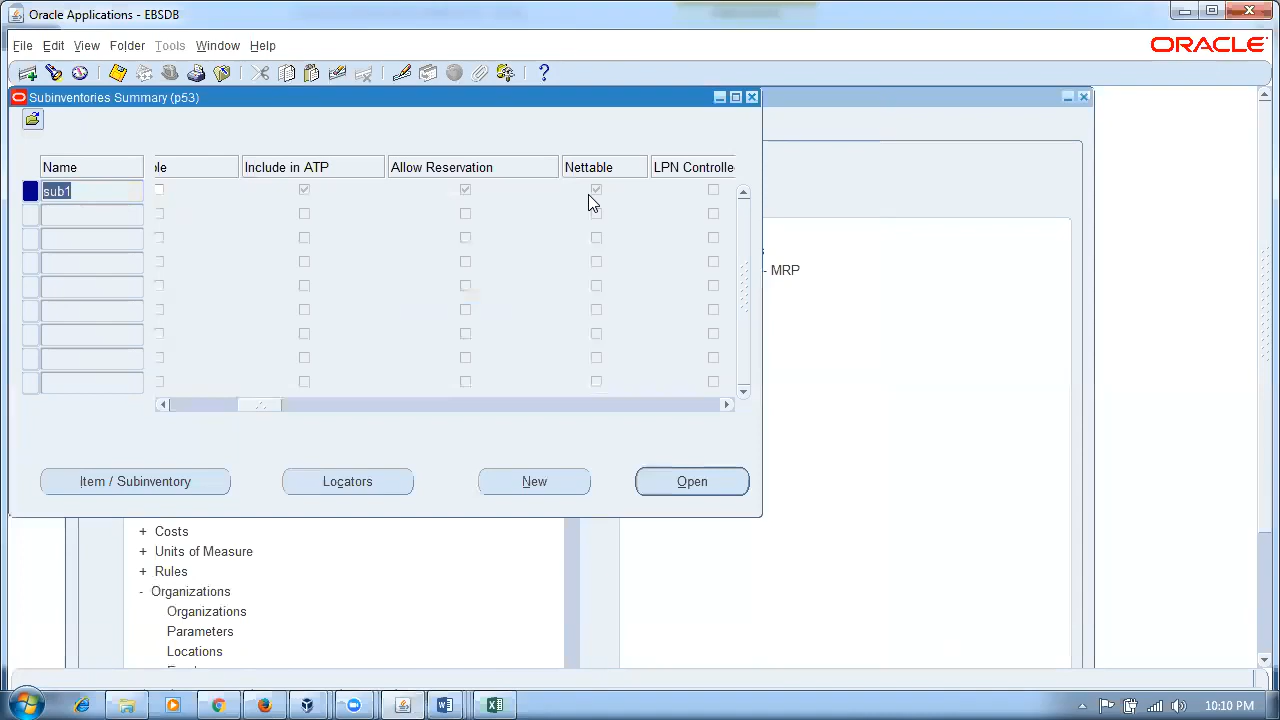 Oracle Applications - EBSDB
File Edit View Folder Tools Window Help
ORACLE
Subinventories Summary (p53)
Name Include in ATP Allow Reservation Nettable LPN Controlle
sub1
- MRP
Item / Subinventory Locators New Open
+ Costs
+ Units of Measure
+ Rules
- Organizations
Organizations
Parameters
Locations
10:10 PM